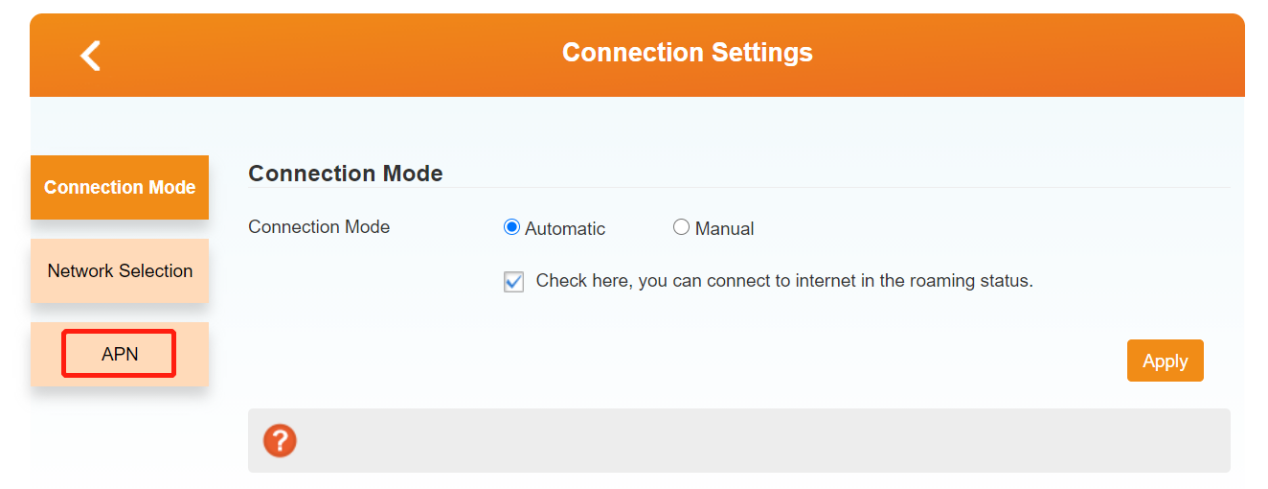 Connection Settings
Connection Mode
Network Selection
APN
Connection Mode
Connection Mode
Automatic
Manual
Check here, you can connect to internet in the roaming status.
Apply
?